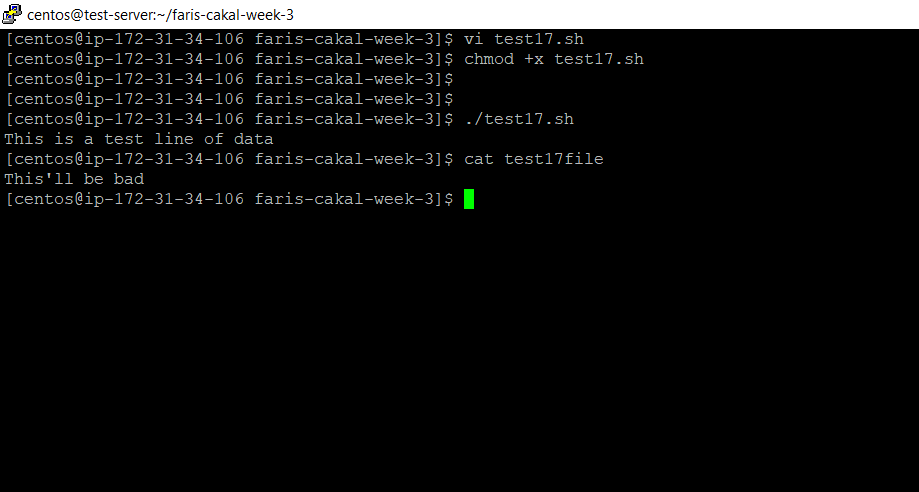 centos@test-server:~/faris-cakal-week-3
[centos@ip-172-31-34-106 faris-cakal-week-3]$ vi test17.sh
[centos@ip-172-31-34-106 faris-cakal-week-3]$ chmod +x test17.sh
[centos@ip-172-31-34-106 faris-cakal-week-3]$
[centos@ip-172-31-34-106 faris-cakal-week-3]$
[centos@ip-172-31-34-106 faris-cakal-week-3]$ ./test17.sh
This is a test line of data
[centos@ip-172-31-34-106 faris-cakal-week-3]$ cat test17file
This'll be bad
[centos@ip-172-31-34-106 faris-cakal-week-3]$